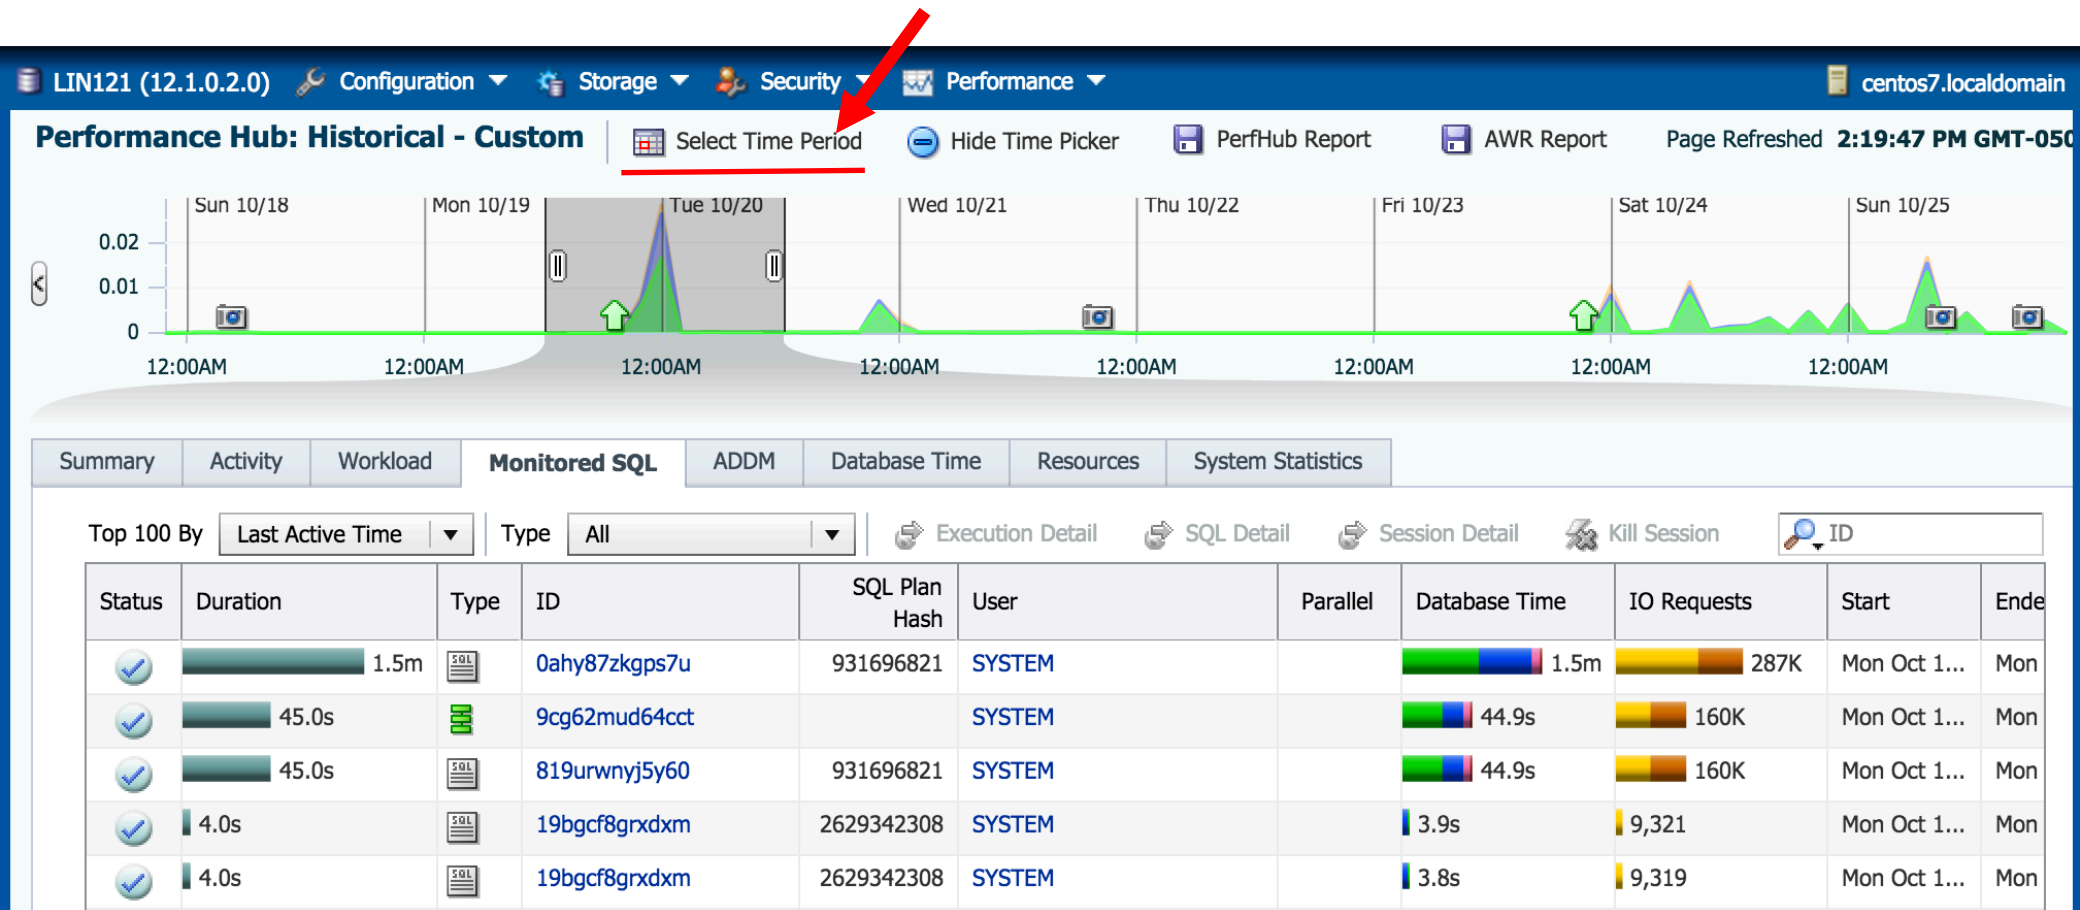 LIN121 (12.1.0.2.0) Configuration Storage Security Performance centos7.localdomain
Performance Hub: Historical - Custom Select Time Period Hide Time Picker PerfHub Report AWR Report Page Refreshed 2:19:47 PM GMT-050
Sun 10/18 Mon 10/19 Tue 10/20 Wed 10/21 Thu 10/22 Fri 10/23 Sat 10/24 Sun 10/25
0.02
0.01
0
12:00AM 12:00AM 12:00AM 12:00AM 12:00AM 12:00AM 12:00AM 12:00AM
Summary Activity Workload Monitored SQL ADDM Database Time Resources System Statistics
Top 100 By Last Active Time Type All Execution Detail SQL Detail Session Detail Kill Session ID
Status Duration Type ID SQL Plan Hash User Parallel Database Time IO Requests Start Ende
1.5m SQL 0ahy87zkgps7u 931696821 SYSTEM 1.5m 287K Mon Oct 1... Mon
45.0s 9cg62mud64cct SYSTEM 44.9s 160K Mon Oct 1... Mon
45.0s SQL 819urwnyj5y60 931696821 SYSTEM 44.9s 160K Mon Oct 1... Mon
4.0s SQL 19bgcf8grxdxm 2629342308 SYSTEM 3.9s 9,321 Mon Oct 1... Mon
4.0s SQL 19bgcf8grxdxm 2629342308 SYSTEM 3.8s 9,319 Mon Oct 1... Mon